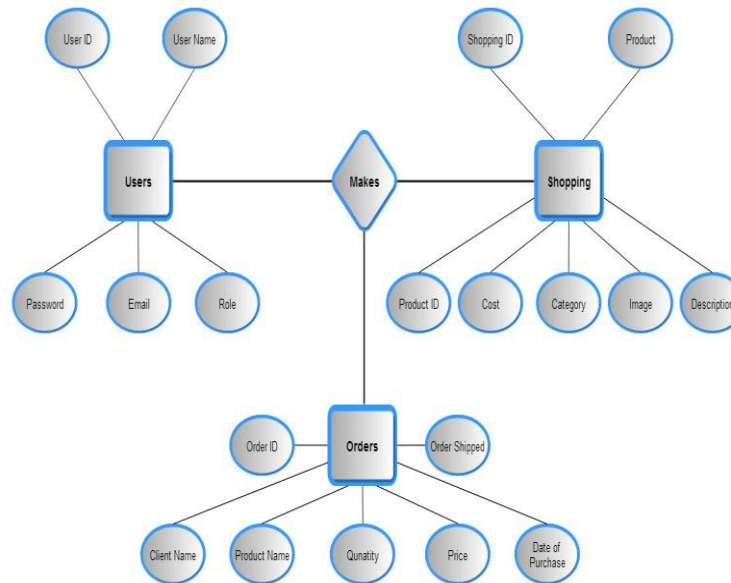 User ID
User Name
Shopping ID
Product
Users
Makes
Shopping
Password
Email
Role
Product ID
Cost
Category
Image
Description
Order ID
Orders
Order Shipped
Client Name
Product Name
Qunatity
Price
Date of
Purchase